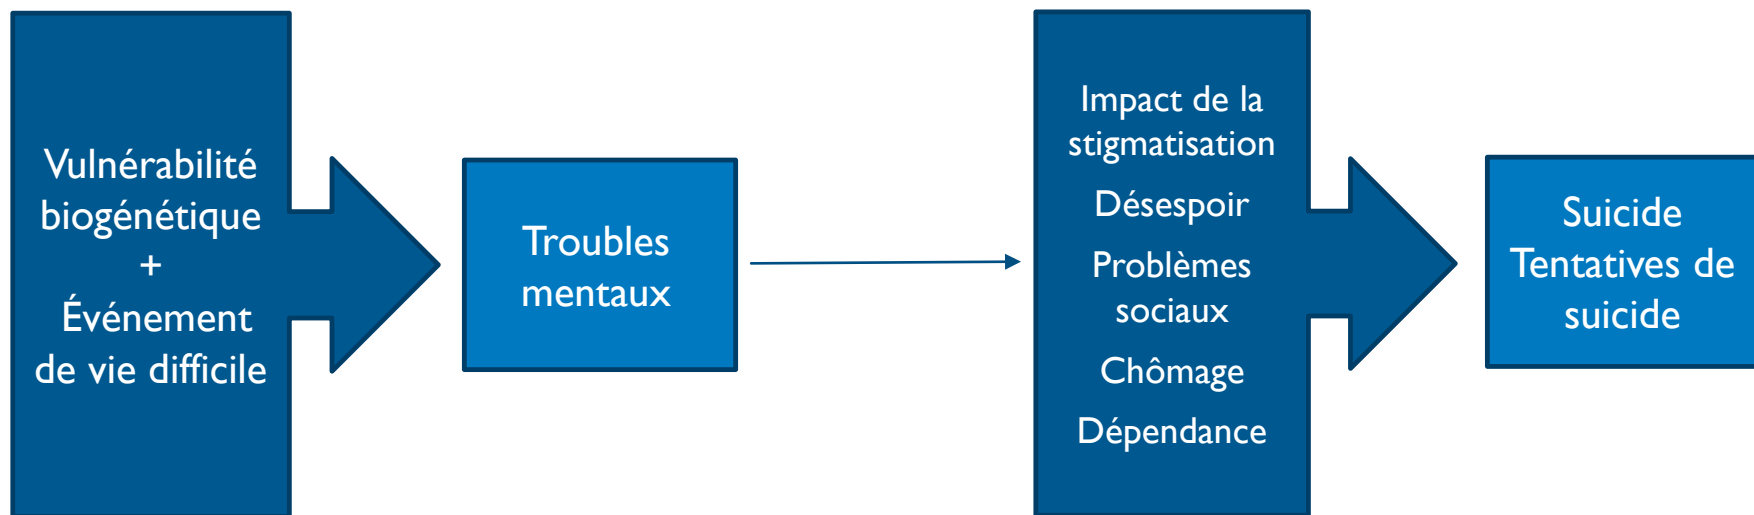 Vulnérabilité
biogénétique
+
Événement
de vie difficile
Troubles
mentaux
Impact de la
stigmatisation
Désespoir
Problèmes
sociaux
Chômage
Dépendance
Suicide
Tentatives de
suicide